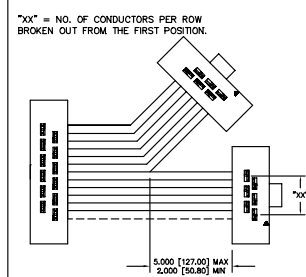 "XX" = NO. OF CONDUCTORS PER ROW
BROKEN OUT FROM THE FIRST POSITION.
"XX"
5.000 [127.00] MAX
2.000 [50.80] MIN